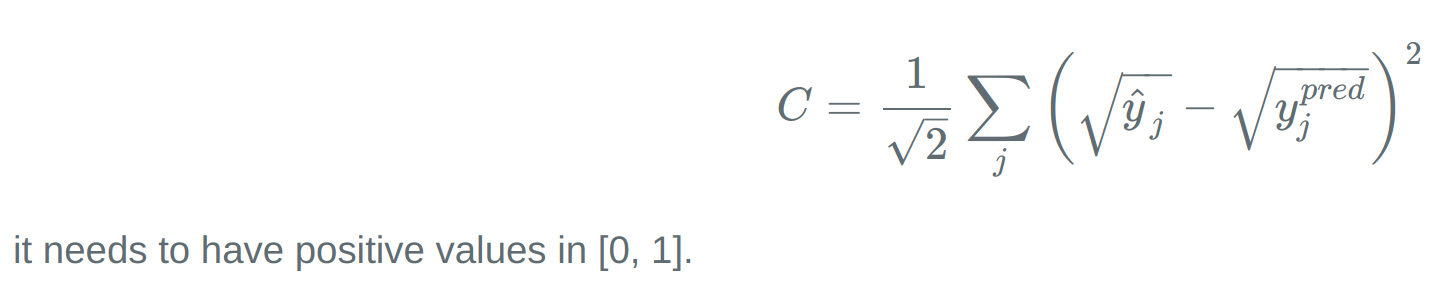 C = \frac{1}{\sqrt{2}} \sum_{j} \left( \sqrt{\hat{y}_j} - \sqrt{y_j^{pred}} \right)^2
it needs to have positive values in [0, 1].